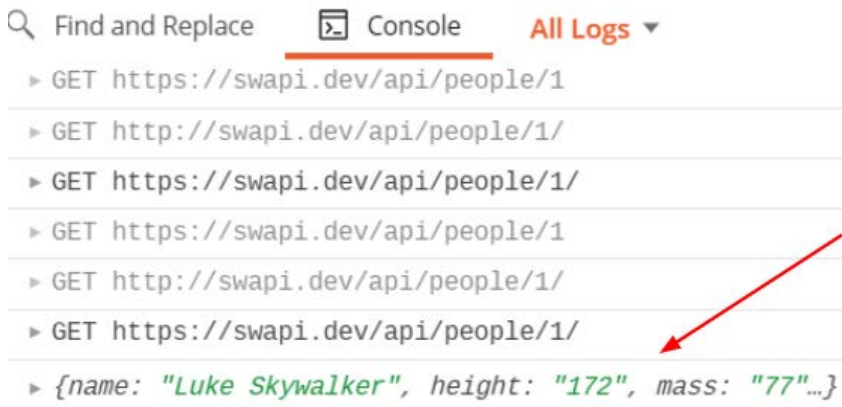 Find and Replace Console All Logs
GET https://swapi.dev/api/people/1
GET http://swapi.dev/api/people/1/
GET https://swapi.dev/api/people/1/
GET https://swapi.dev/api/people/1
GET http://swapi.dev/api/people/1/
GET https://swapi.dev/api/people/1/
{name: "Luke Skywalker", height: "172", mass: "77"…}